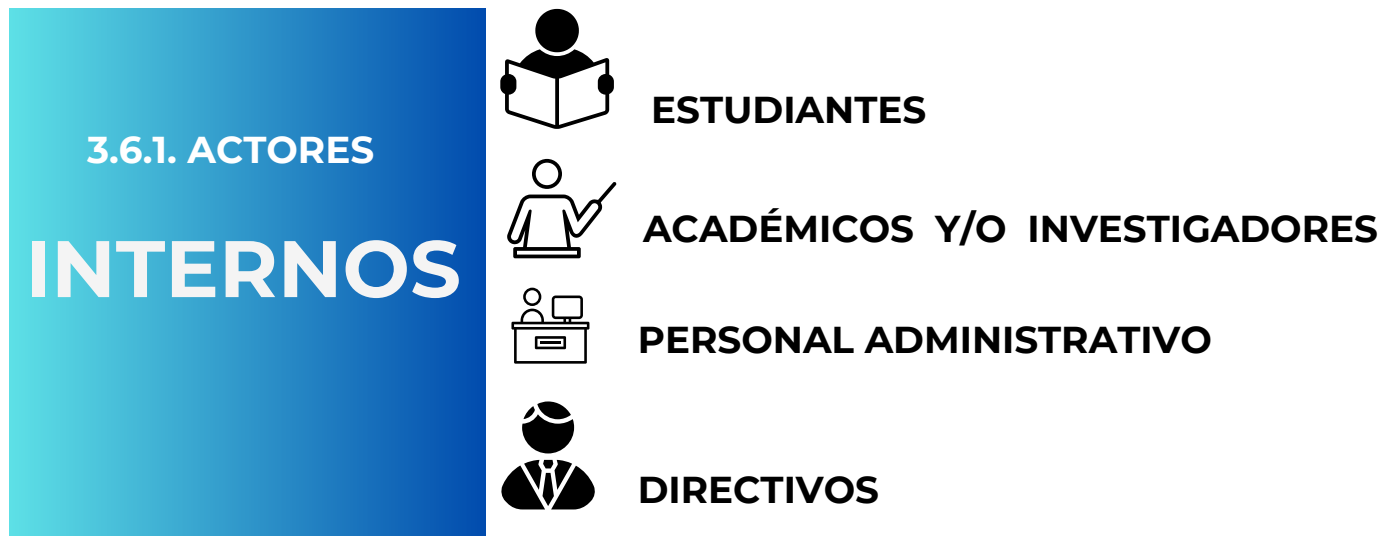 3.6.1. ACTORES
INTERNOS
ESTUDIANTES
ACADÉMICOS Y/O INVESTIGADORES
PERSONAL ADMINISTRATIVO
DIRECTIVOS